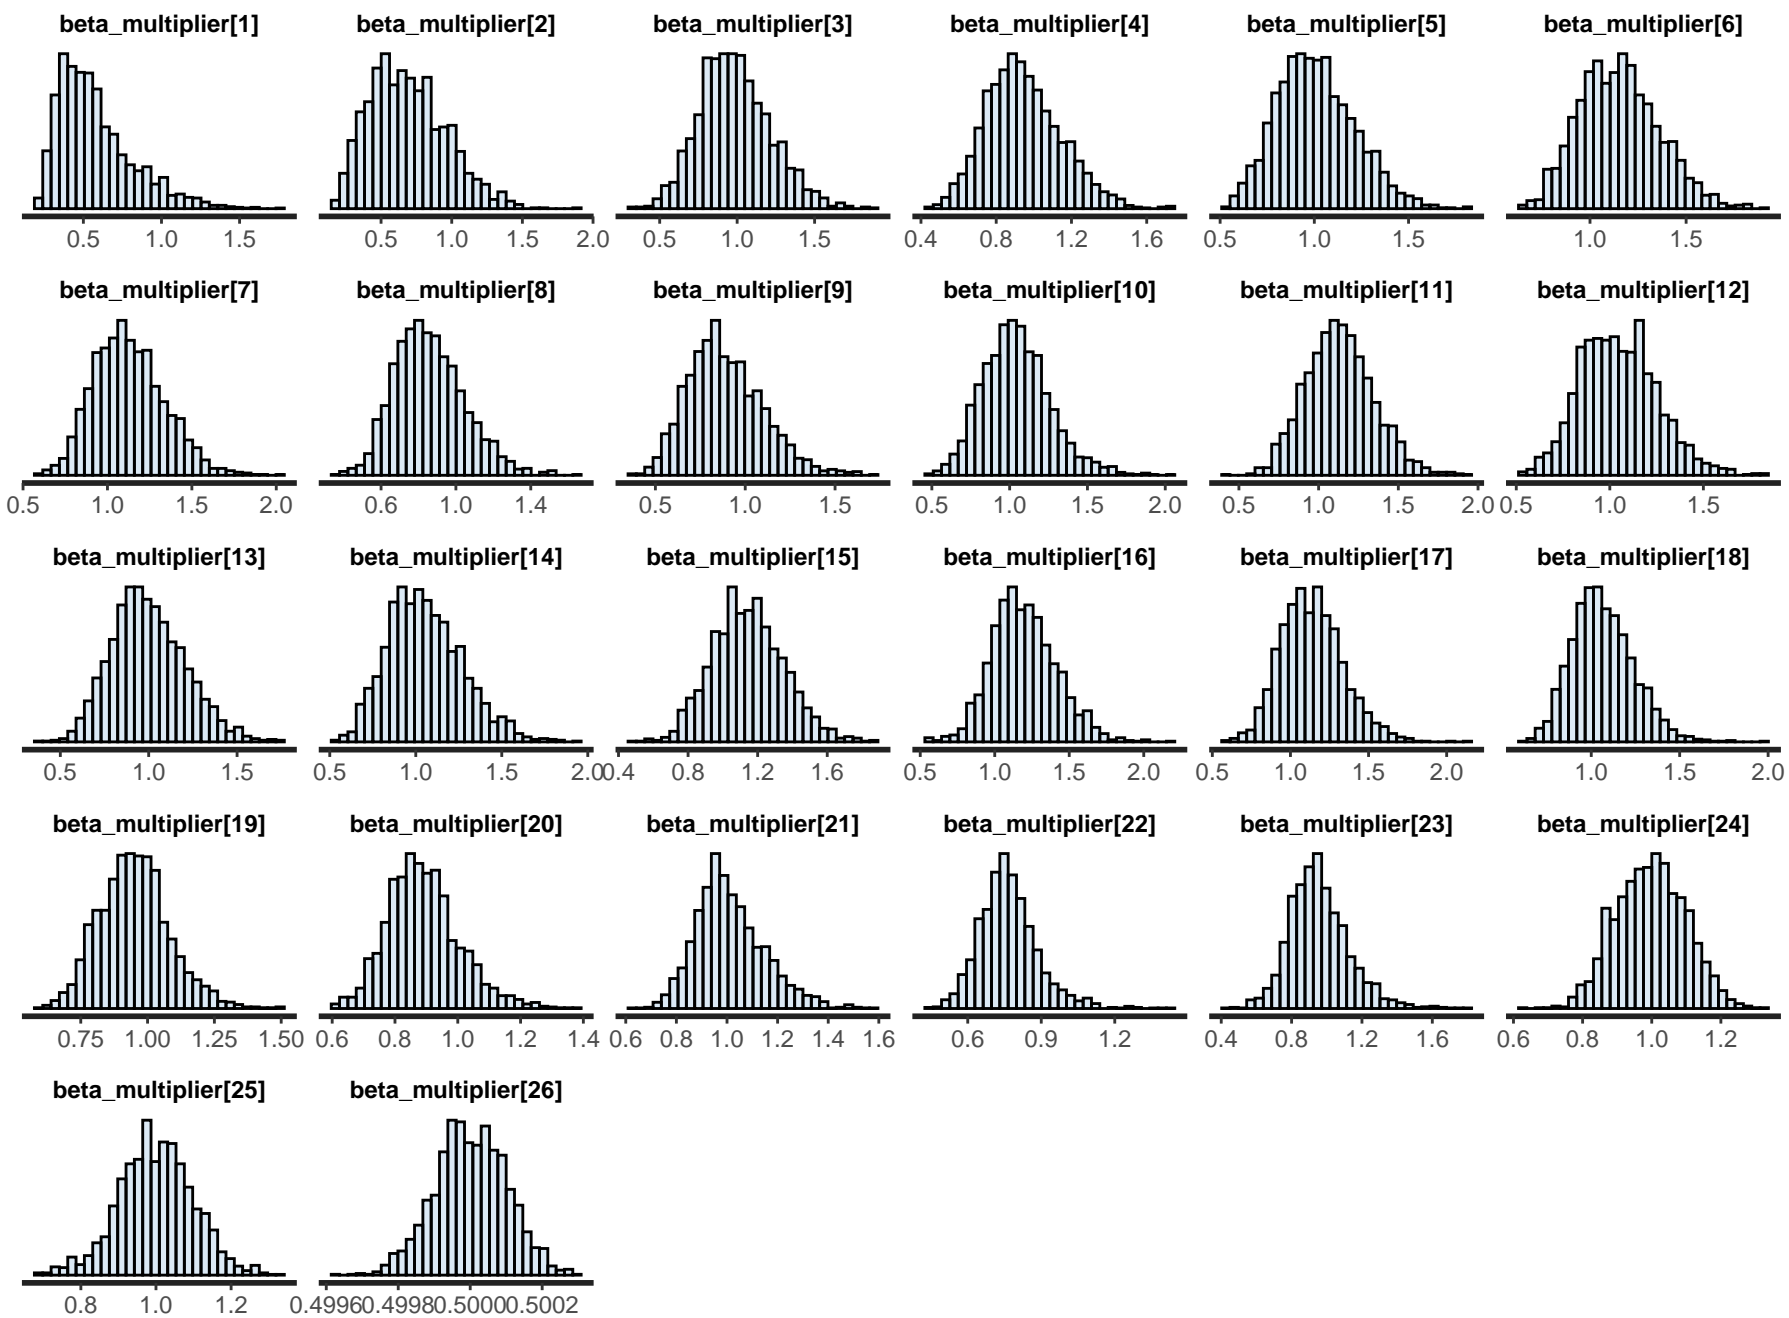 beta_multiplier[1] beta_multiplier[2] beta_multiplier[3] beta_multiplier[4] beta_multiplier[5] beta_multiplier[6]
0.5 1.0 1.5 0.5 1.0 1.5 2.0 0.5 1.0 1.5 0.4 0.8 1.2 1.6 0.5 1.0 1.5 1.0 1.5
beta_multiplier[7] beta_multiplier[8] beta_multiplier[9] beta_multiplier[10] beta_multiplier[11] beta_multiplier[12]
0.5 1.0 1.5 2.0 0.6 1.0 1.4 0.5 1.0 1.5 0.5 1.0 1.5 2.0 0.5 1.0 1.5 2.0 0.5 1.0 1.5
beta_multiplier[13] beta_multiplier[14] beta_multiplier[15] beta_multiplier[16] beta_multiplier[17] beta_multiplier[18]
0.5 1.0 1.5 0.5 1.0 1.5 2.0 0.4 0.8 1.2 1.6 0.5 1.0 1.5 2.0 0.5 1.0 1.5 2.0 1.0 1.5 2.0
beta_multiplier[19] beta_multiplier[20] beta_multiplier[21] beta_multiplier[22] beta_multiplier[23] beta_multiplier[24]
0.75 1.00 1.25 1.50 0.6 0.8 1.0 1.2 1.4 0.6 0.8 1.0 1.2 1.4 1.6 0.6 0.9 1.2 0.4 0.8 1.2 1.6 0.6 0.8 1.0 1.2
beta_multiplier[25] beta_multiplier[26]
0.8 1.0 1.2 0.4996 0.4998 0.5000 0.5002